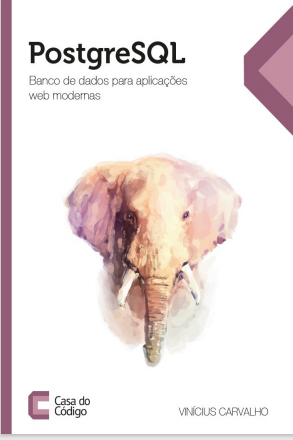 PostgreSQL
Banco de dados para aplicações
web modernas
Casa do
Código
VINÍCIUS CARVALHO